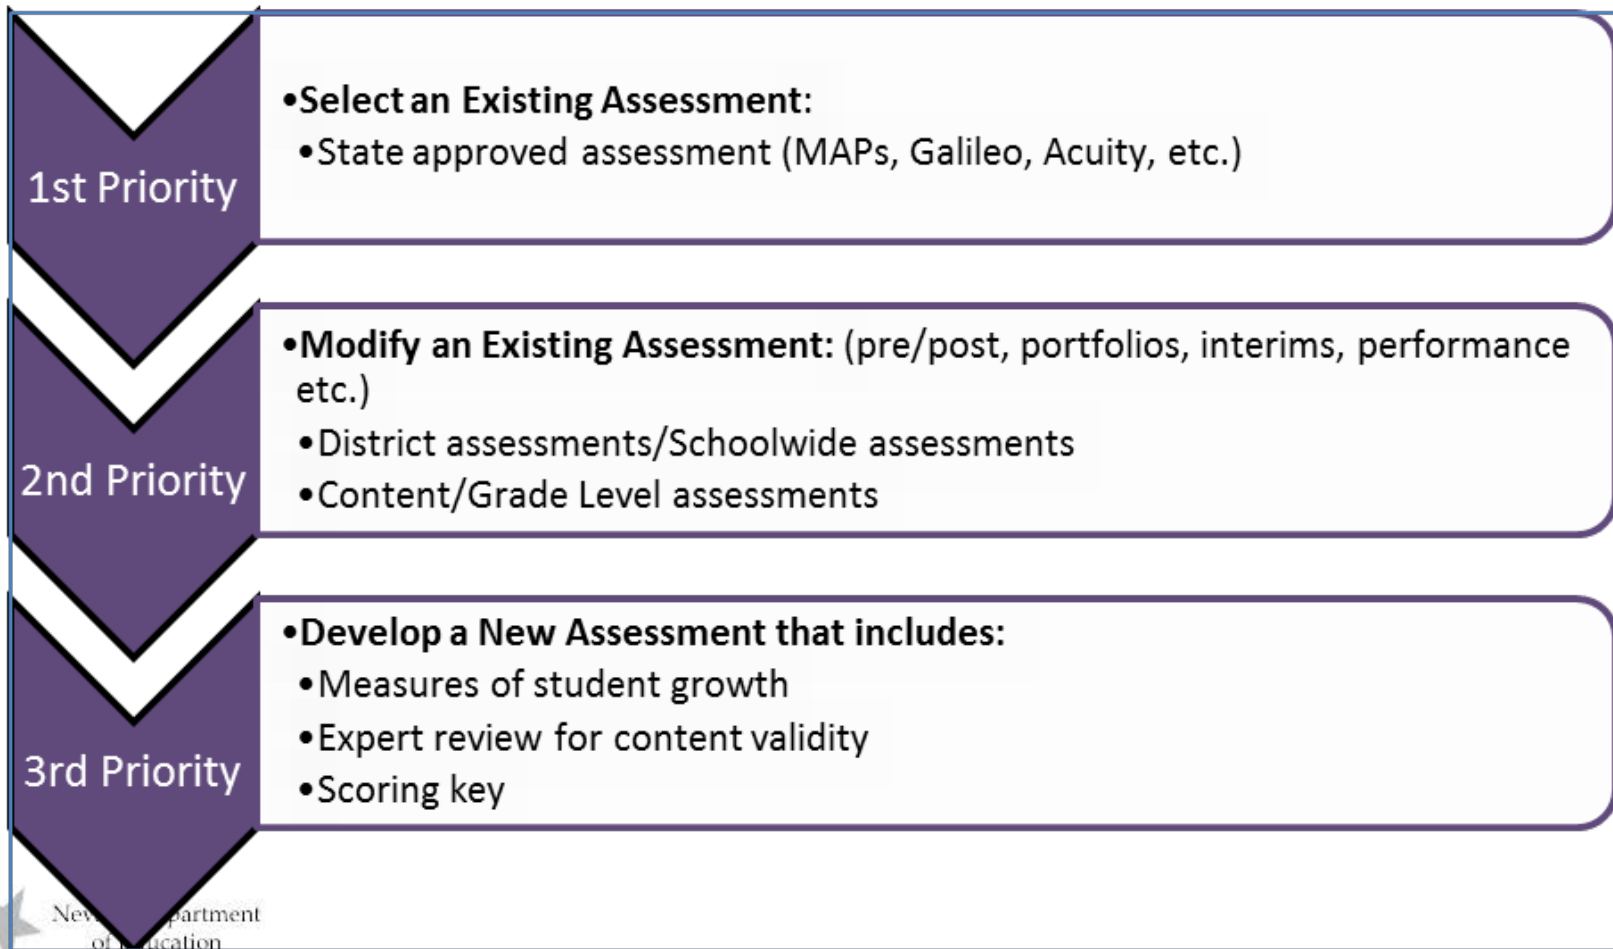 1st Priority
•Select an Existing Assessment:
•State approved assessment (MAPs, Galileo, Acuity, etc.)
2nd Priority
•Modify an Existing Assessment: (pre/post, portfolios, interims, performance
etc.)
•District assessments/Schoolwide assessments
•Content/Grade Level assessments
3rd Priority
•Develop a New Assessment that includes:
•Measures of student growth
•Expert review for content validity
•Scoring key
of